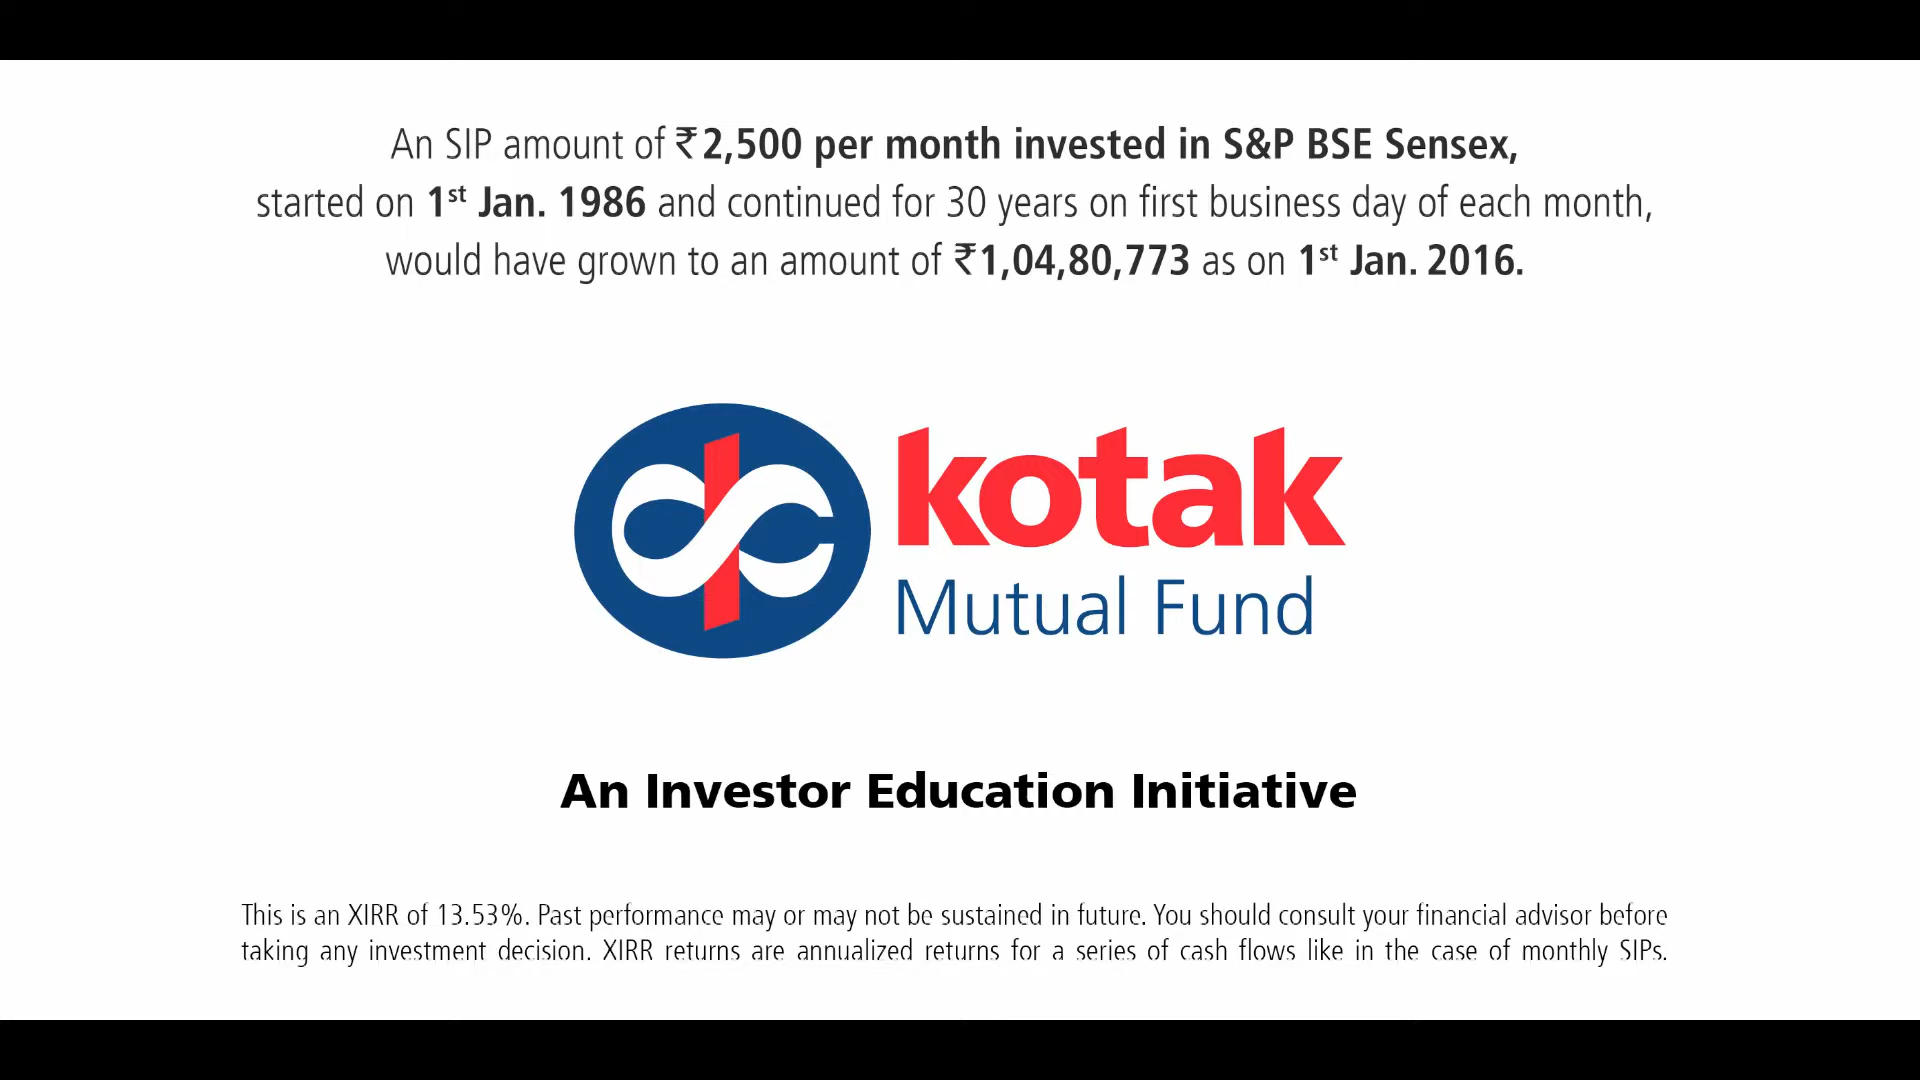 An SIP amount of ₹2,500 per month invested in S&P BSE Sensex,
started on 1st Jan. 1986 and continued for 30 years on first business day of each month,
would have grown to an amount of ₹1,04,80,773 as on 1st Jan. 2016.
kotak
Mutual Fund
An Investor Education Initiative
This is an XIRR of 13.53%. Past performance may or may not be sustained in future. You should consult your financial advisor before
taking any investment decision. XIRR returns are annualized returns for a series of cash flows like in the case of monthly SIPs.